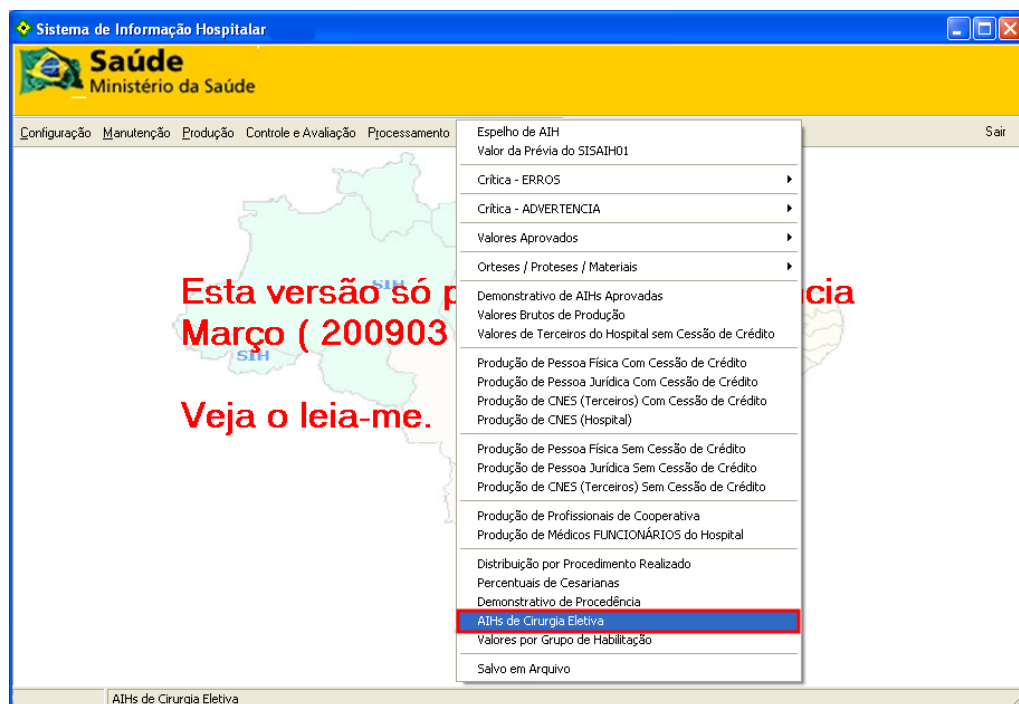 Sistema de Informação Hospitalar
Saúde
Ministério da Saúde
Configuração Manutenção Produção Controle e Avaliação Processamento Sair
Espelho de AIH
Valor da Prévia do SISAIH01
Crítica - ERROS
Crítica - ADVERTENCIA
Valores Aprovados
Orteses / Proteses / Materiais
Demonstrativo de AIHs Aprovadas
Valores Brutos de Produção
Valores de Terceiros do Hospital sem Cessão de Crédito
Produção de Pessoa Física Com Cessão de Crédito
Produção de Pessoa Jurídica Com Cessão de Crédito
Produção de CNES (Terceiros) Com Cessão de Crédito
Produção de CNES (Hospital)
Produção de Pessoa Física Sem Cessão de Crédito
Produção de Pessoa Jurídica Sem Cessão de Crédito
Produção de CNES (Terceiros) Sem Cessão de Crédito
Produção de Profissionais de Cooperativa
Produção de Médicos FUNCIONÁRIOS do Hospital
Distribuição por Procedimento Realizado
Percentuais de Cesarianas
Demonstrativo de Procedência
AIHs de Cirurgia Eletiva
Valores por Grupo de Habilitação
Salvo em Arquivo
SIH
Esta versão só p cia
Março ( 200903
SIH
Veja o leia-me.
AIHs de Cirurgia Eletiva